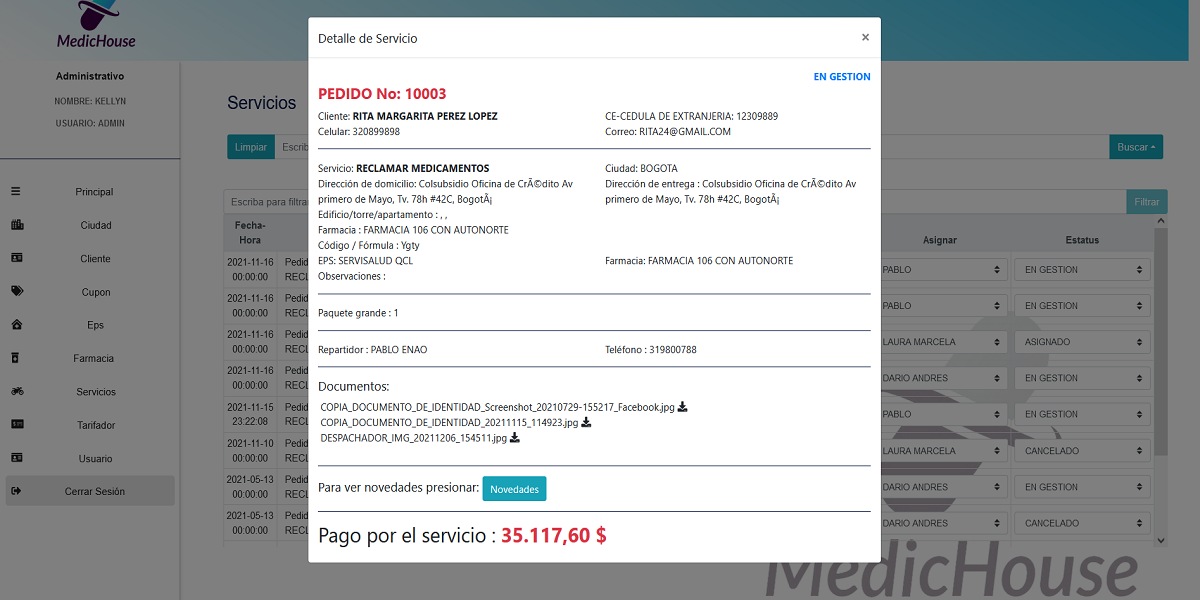 MedicHouse
Administrativo
NOMBRE: KELLYN
USUARIO: ADMIN
Principal
Ciudad
Cliente
Cupon
Eps
Farmacia
Servicios
Tarifador
Usuario
Cerrar Sesión
Servicios
Limpiar
Buscar
Escriba para filtra
Filtrar
Fecha-
Hora
Asignar
Estatus
2021-11-16
00:00:00
Pedid
RECL
PABLO
EN GESTION
2021-11-16
00:00:00
Pedid
RECL
PABLO
EN GESTION
2021-11-16
00:00:00
Pedid
RECL
LAURA MARCELA
ASIGNADO
2021-11-16
00:00:00
Pedid
RECL
DARIO ANDRES
EN GESTION
2021-11-15
23:22:08
Pedid
RECL
PABLO
EN GESTION
2021-11-10
00:00:00
Pedid
RECL
LAURA MARCELA
CANCELADO
2021-05-13
00:00:00
Pedid
RECL
DARIO ANDRES
EN GESTION
2021-05-13
00:00:00
Pedid
RECL
DARIO ANDRES
CANCELADO
MedicHouse
Detalle de Servicio
×
EN GESTION
PEDIDO No: 10003
Cliente: RITA MARGARITA PEREZ LOPEZ
CE-CEDULA DE EXTRANJERIA: 12309889
Celular: 320899898
Correo: RITA24@GMAIL.COM
Servicio: RECLAMAR MEDICAMENTOS
Ciudad: BOGOTA
Dirección de domicilio: Colsubsidio Oficina de CrÃ©dito Av
primero de Mayo, Tv. 78h #42C, BogotÃ¡
Dirección de entrega : Colsubsidio Oficina de CrÃ©dito Av
primero de Mayo, Tv. 78h #42C, BogotÃ¡
Edificio/torre/apartamento : , ,
Farmacia : FARMACIA 106 CON AUTONORTE
Código / Fórmula : Ygty
EPS: SERVISALUD QCL
Farmacia: FARMACIA 106 CON AUTONORTE
Observaciones :
Paquete grande : 1
Repartidor : PABLO ENAO
Teléfono : 319800788
Documentos:
COPIA_DOCUMENTO_DE_IDENTIDAD_Screenshot_20210729-155217_Facebook.jpg
COPIA_DOCUMENTO_DE_IDENTIDAD_20211115_114923.jpg
DESPACHADOR_IMG_20211206_154511.jpg
Para ver novedades presionar: Novedades
Pago por el servicio : 35.117,60 $